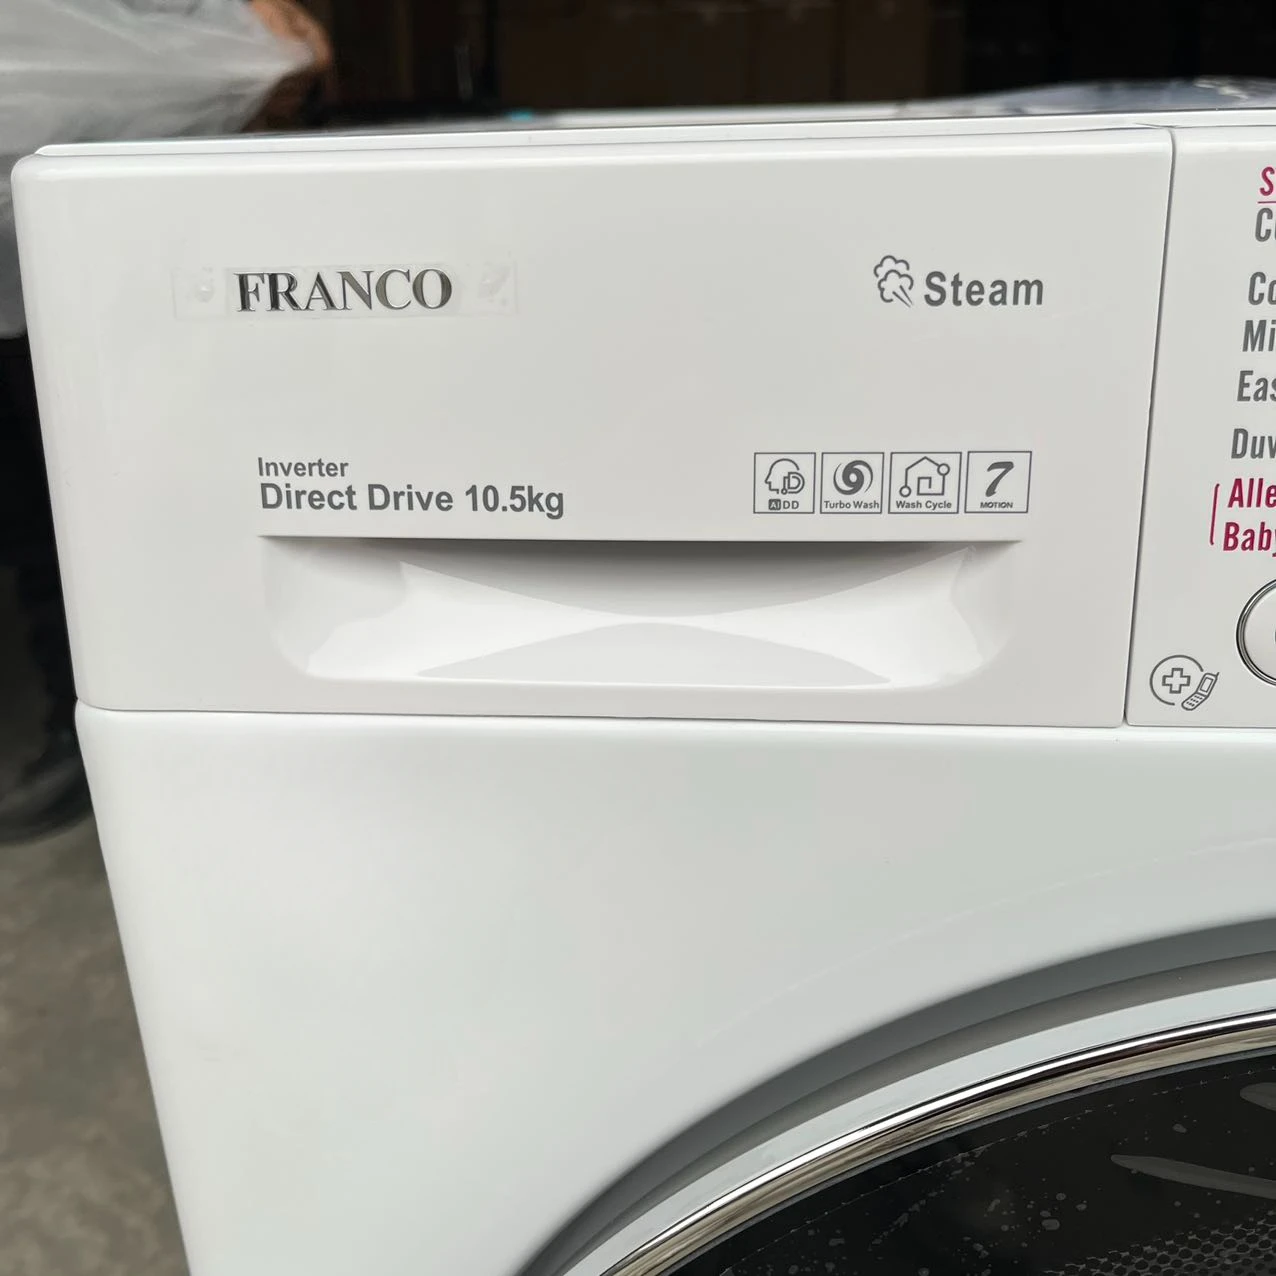 FRANCO
Steam
Inverter
Direct Drive 10.5kg
AI DD
Turbo Wash
Wash Cycle
7
MOTION